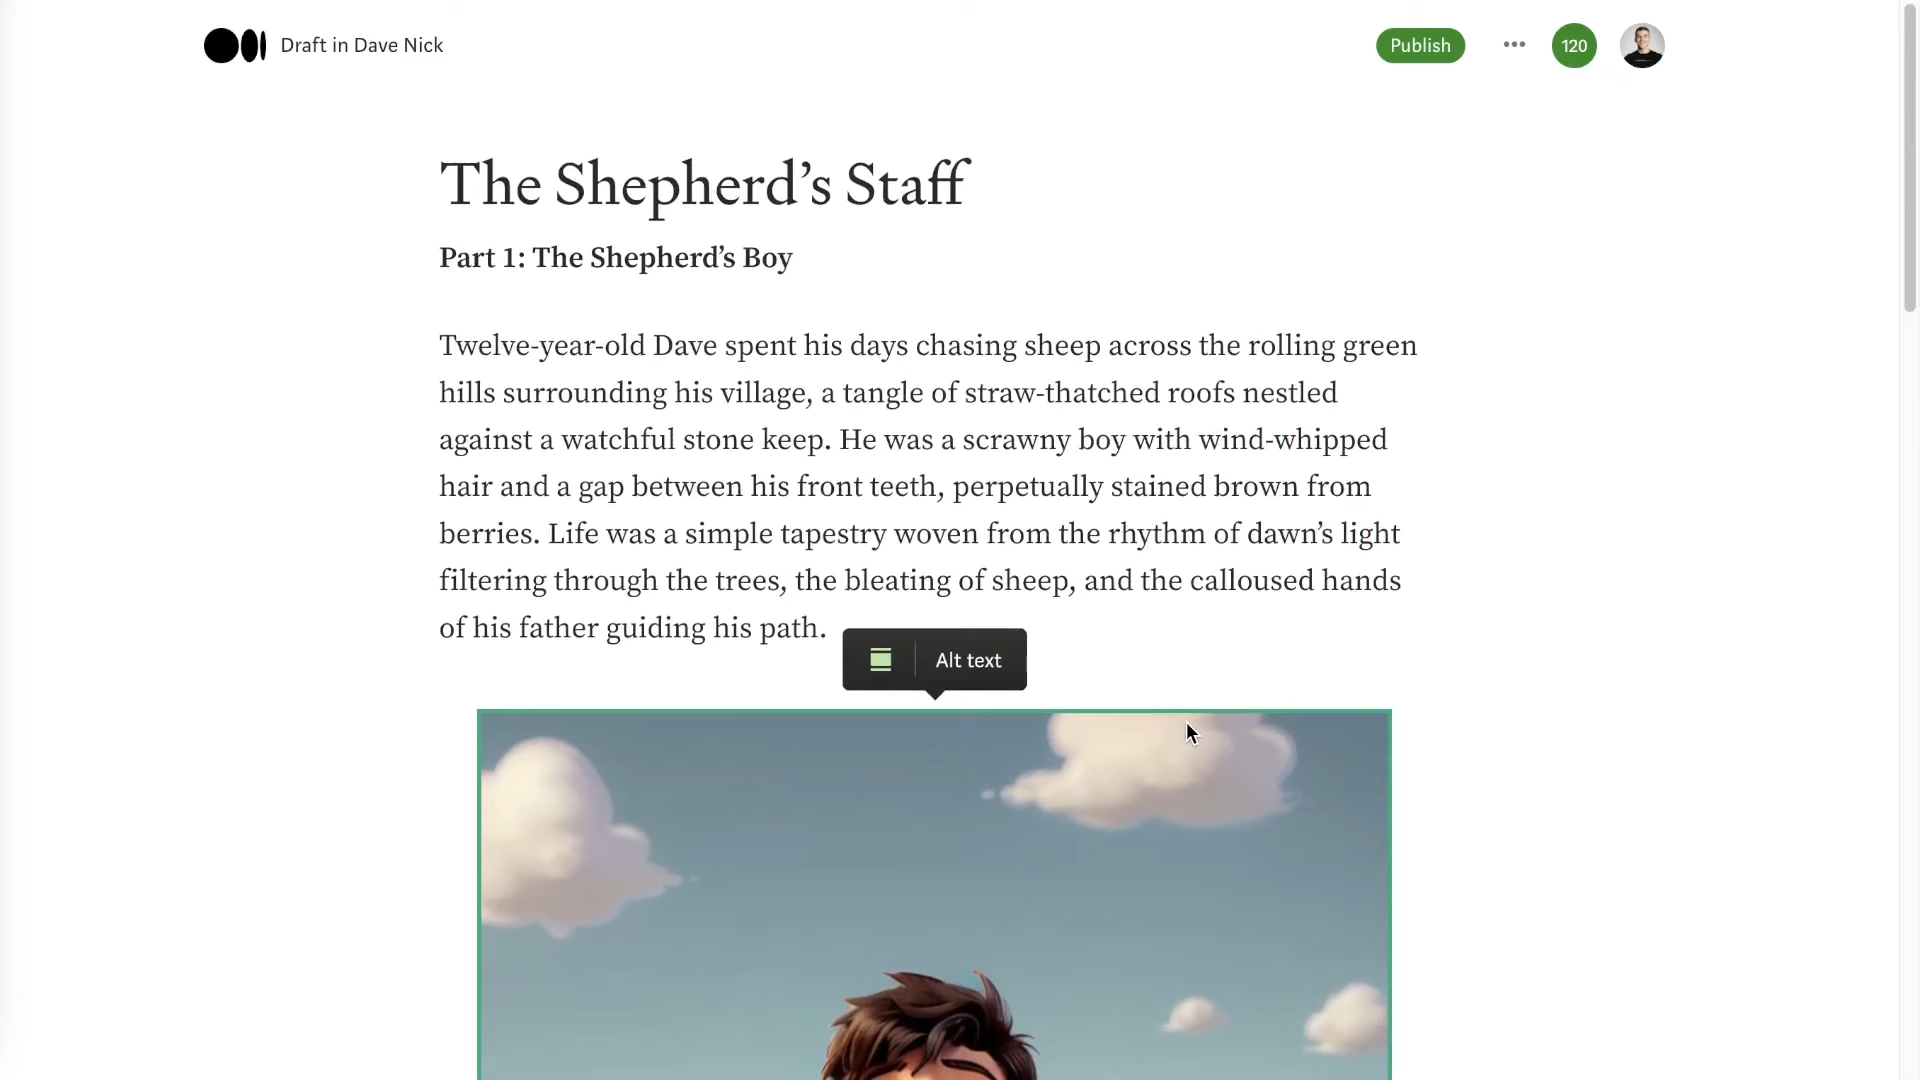 Draft in Dave Nick
Publish
120
The Shepherd’s Staff
Part 1: The Shepherd’s Boy
Twelve-year-old Dave spent his days chasing sheep across the rolling green
hills surrounding his village, a tangle of straw-thatched roofs nestled
against a watchful stone keep. He was a scrawny boy with wind-whipped
hair and a gap between his front teeth, perpetually stained brown from
berries. Life was a simple tapestry woven from the rhythm of dawn’s light
filtering through the trees, the bleating of sheep, and the calloused hands
of his father guiding his path.
Alt text